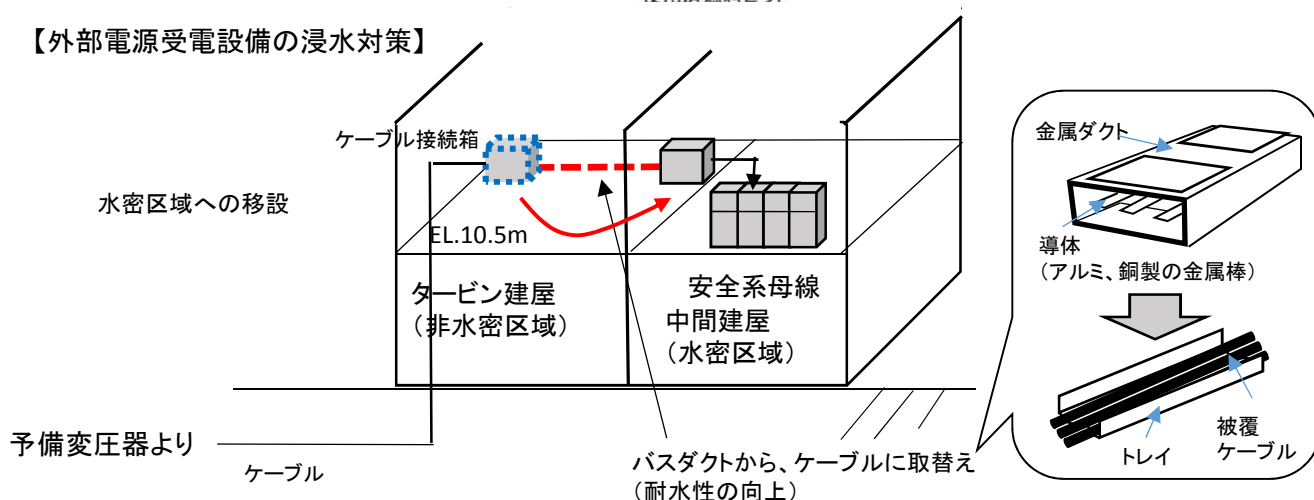 【外部電源受電設備の浸水対策】
ケーブル接続箱
水密区域への移設
EL.10.5m
タービン建屋
（非水密区域）
安全系母線
中間建屋
（水密区域）
予備変圧器より
ケーブル
バスダクトから、ケーブルに取替え
（耐水性の向上）
金属ダクト
導体
（アルミ、銅製の金属棒）
被覆
ケーブル
トレイ